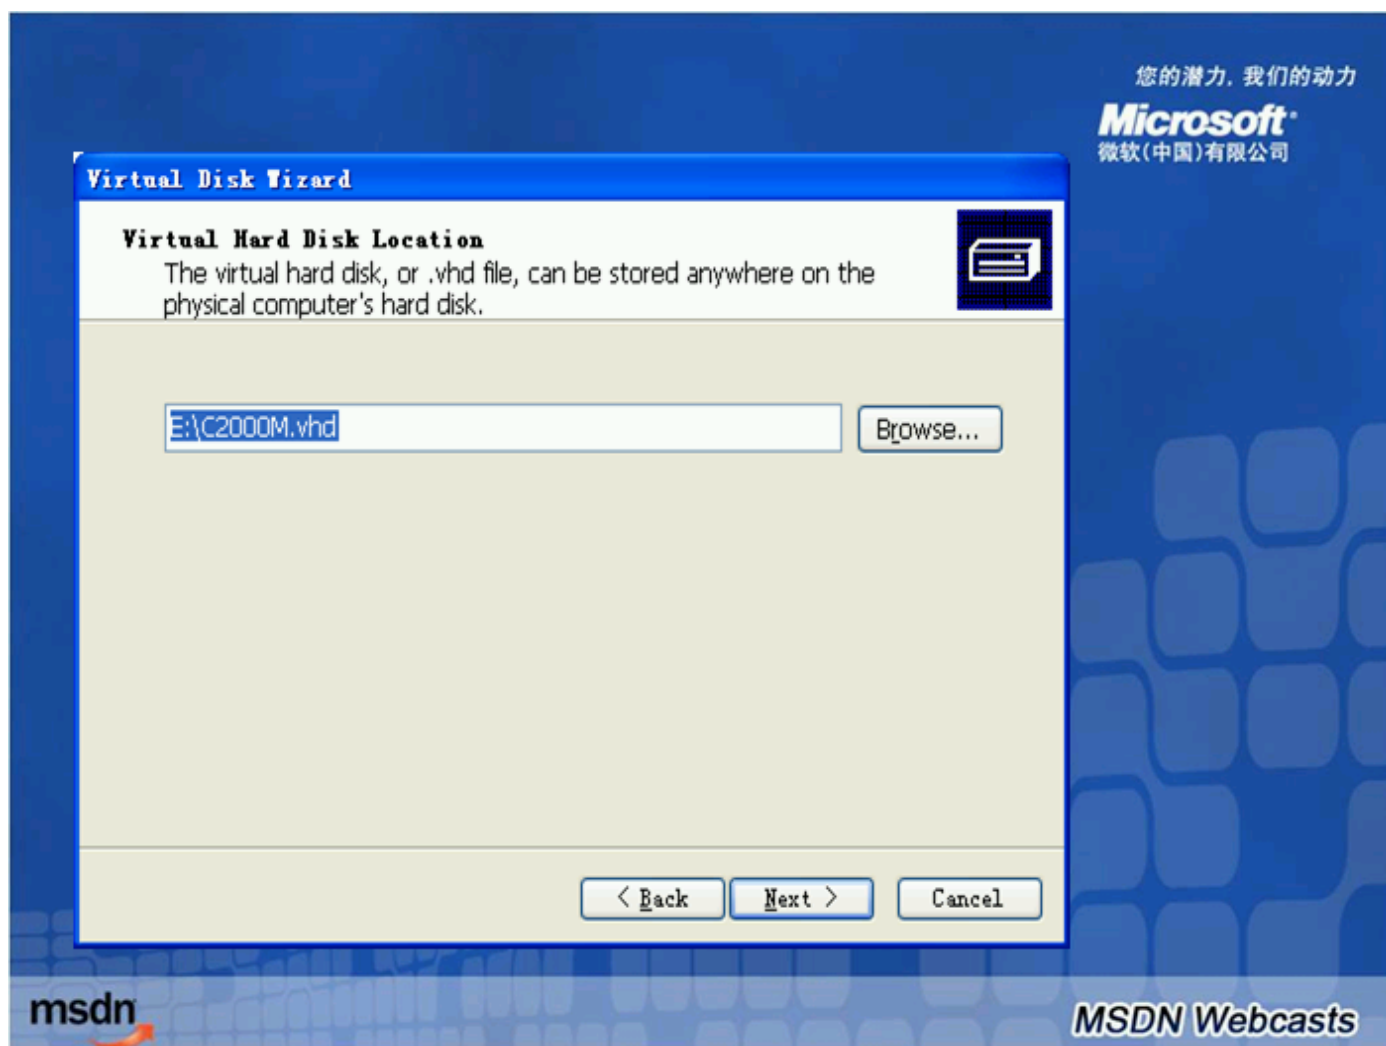 您的潜力. 我们的动力
Microsoft
微软(中国)有限公司
Virtual Disk Wizard
Virtual Hard Disk Location
The virtual hard disk, or .vhd file, can be stored anywhere on the
physical computer's hard disk.
E:\C2000M.vhd
Browse...
< Back
Next >
Cancel
msdn
MSDN Webcasts